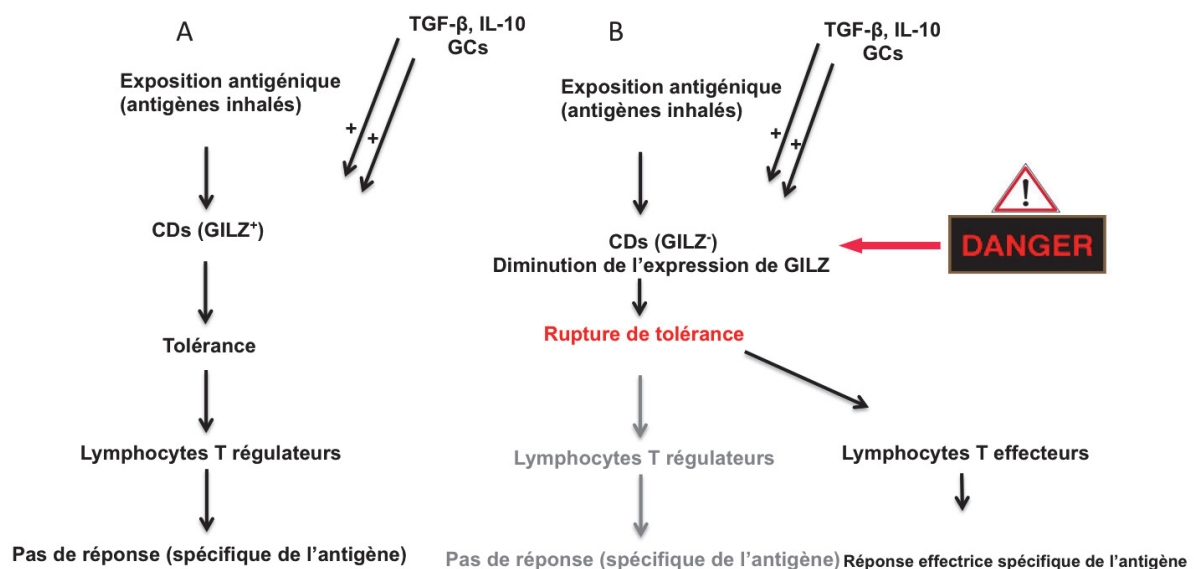 A
TGF-β, IL-10
GCs
Exposition antigénique
(antigènes inhalés)
+
+
CDs (GILZ⁺)
Tolérance
Lymphocytes T régulateurs
Pas de réponse (spécifique de l’antigène)
B
TGF-β, IL-10
GCs
Exposition antigénique
(antigènes inhalés)
+
+
!
DANGER
CDs (GILZ⁻)
Diminution de l’expression de GILZ
Rupture de tolérance
Lymphocytes T régulateurs
Lymphocytes T effecteurs
Pas de réponse (spécifique de l’antigène)
Réponse effectrice spécifique de l’antigène